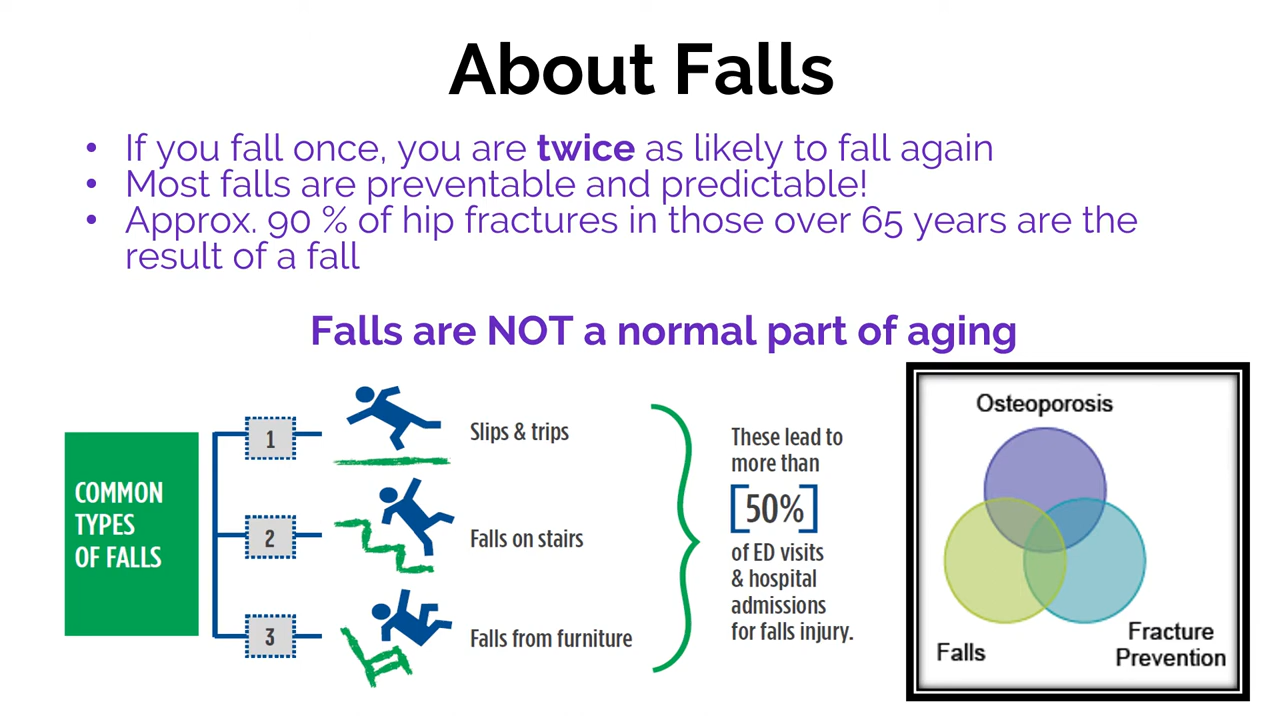 About Falls
• If you fall once, you are twice as likely to fall again
• Most falls are preventable and predictable!
• Approx. 90 % of hip fractures in those over 65 years are the
result of a fall
Falls are NOT a normal part of aging
COMMON
TYPES
OF FALLS
1
Slips & trips
2
Falls on stairs
3
Falls from furniture
These lead to
more than
[50%]
of ED visits
& hospital
admissions
for falls injury.
Osteoporosis
Falls
Fracture
Prevention